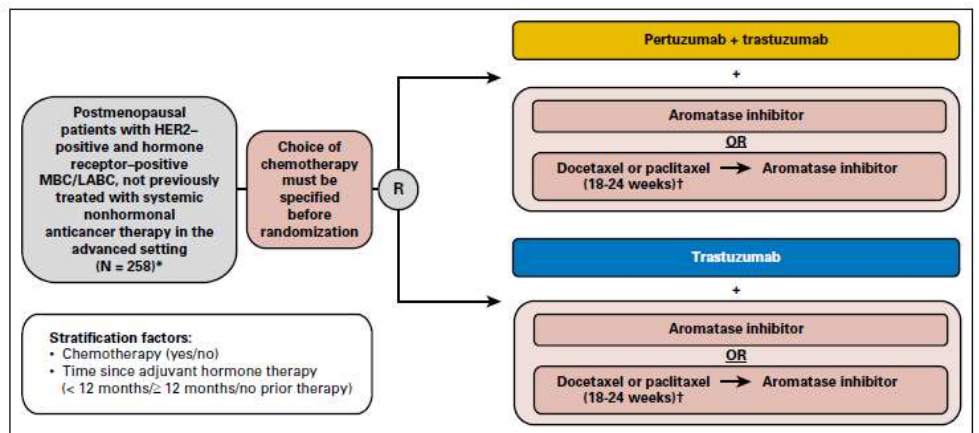 Postmenopausal
patients with HER2–
positive and hormone
receptor–positive
MBC/LABC, not previously
treated with systemic
nonhormonal
anticancer therapy in the
advanced setting
(N = 258)*
Choice of
chemotherapy
must be
specified
before
randomization
R
Pertuzumab + trastuzumab
+
Aromatase inhibitor
OR
Docetaxel or paclitaxel → Aromatase inhibitor
(18-24 weeks)†
Trastuzumab
+
Aromatase inhibitor
OR
Docetaxel or paclitaxel → Aromatase inhibitor
(18-24 weeks)†
Stratification factors:
• Chemotherapy (yes/no)
• Time since adjuvant hormone therapy
(< 12 months/≥ 12 months/no prior therapy)